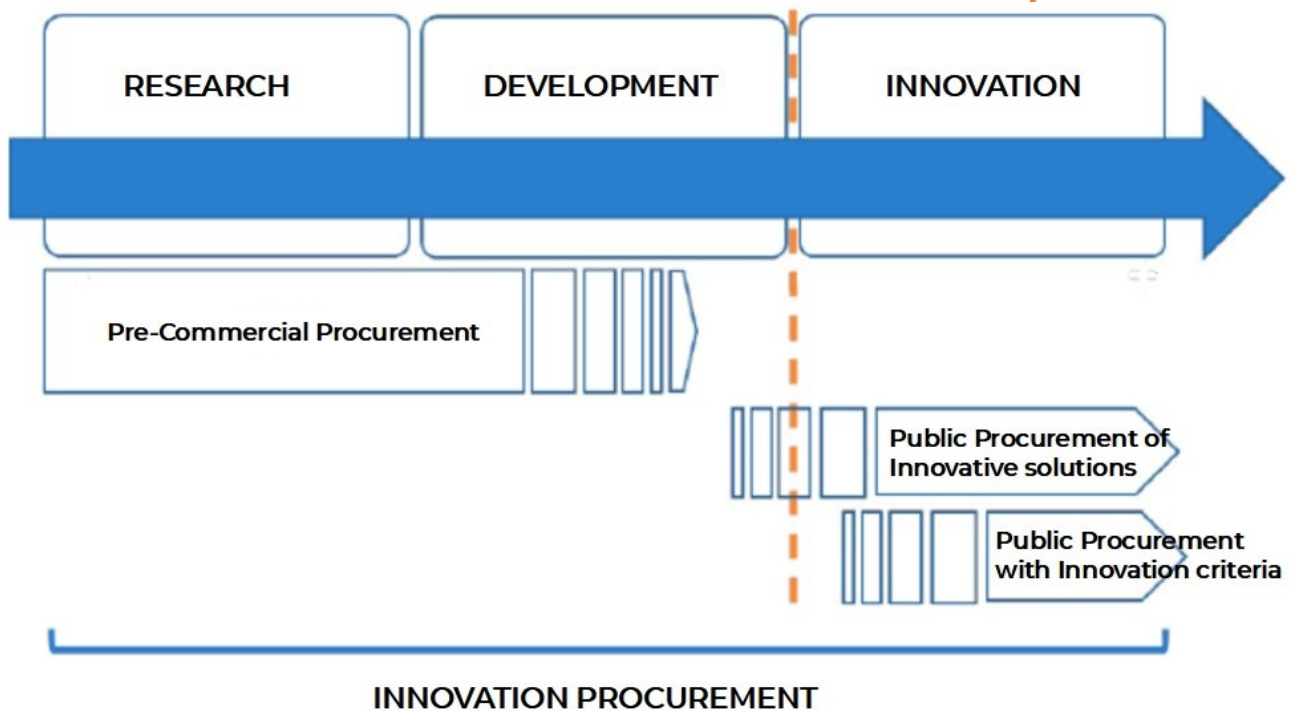 RESEARCH
DEVELOPMENT
INNOVATION
Pre-Commercial Procurement
Public Procurement of
Innovative solutions
Public Procurement
with Innovation criteria
INNOVATION PROCUREMENT